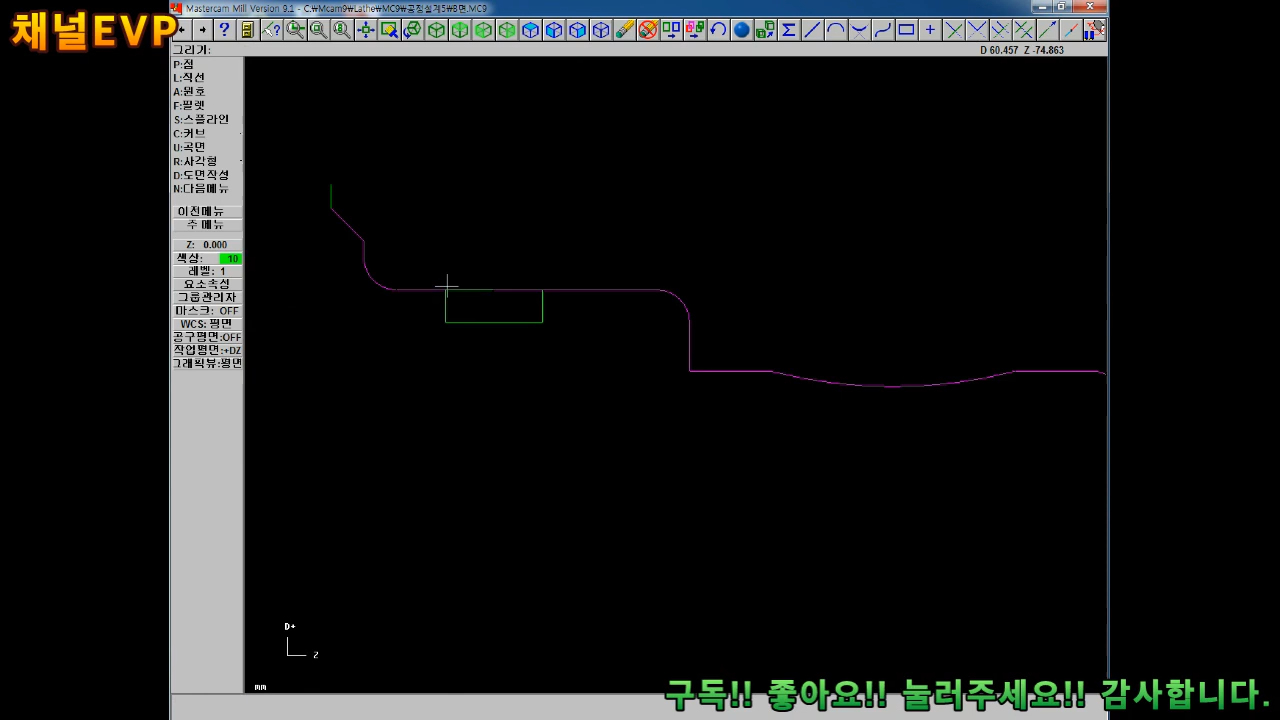 채널EVP
Mastercam Mill Version 9.1 - C:₩Mcam9₩Lathe₩MC9₩공정설계5₩B면.MC9
그리기:
D 60.457 Z -74.863
P:점
L:직선
A:원호
F:필렛
S:스플라인
C:커브
U:곡면
R:사각형
D:도면작성
N:다음메뉴
이전메뉴
주 메뉴
Z: 0.000
색상: 10
레벨: 1
요소속성
그룹관리자
마스크: OFF
WCS: 평면
공구평면:OFF
작업평면:+DZ
그래픽뷰:평면
D+
Z
mm
구독!! 좋아요!! 눌러주세요!! 감사합니다.